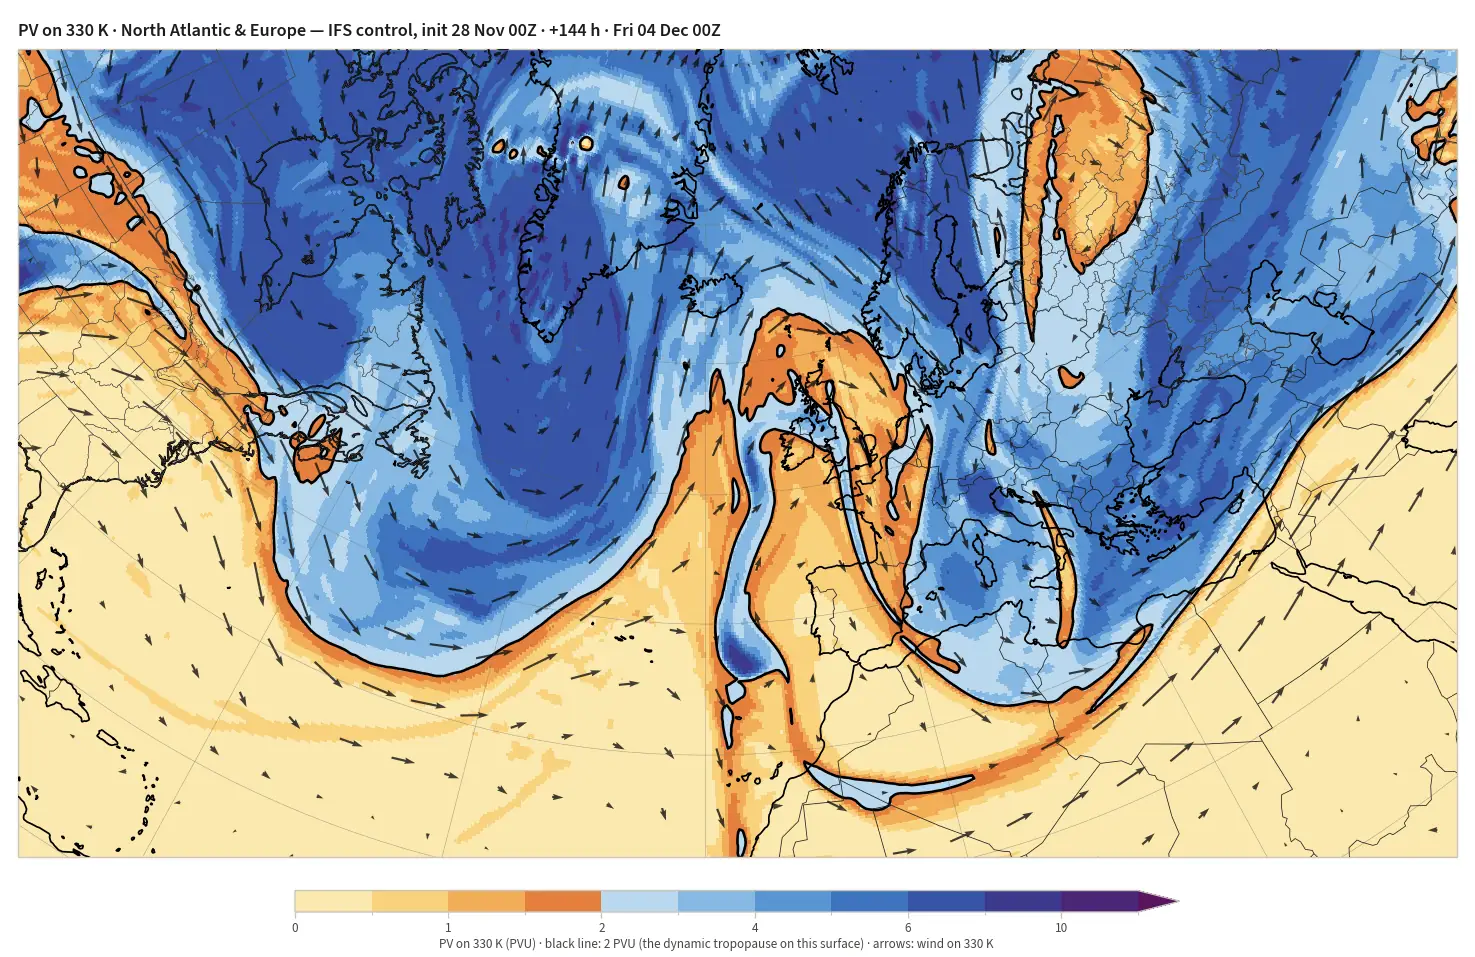 PV on 330 K · North Atlantic & Europe — IFS control, init 28 Nov 00Z · +144 h · Fri 04 Dec 00Z
0 1 2 4 6 10
PV on 330 K (PVU) · black line: 2 PVU (the dynamic tropopause on this surface) · arrows: wind on 330 K